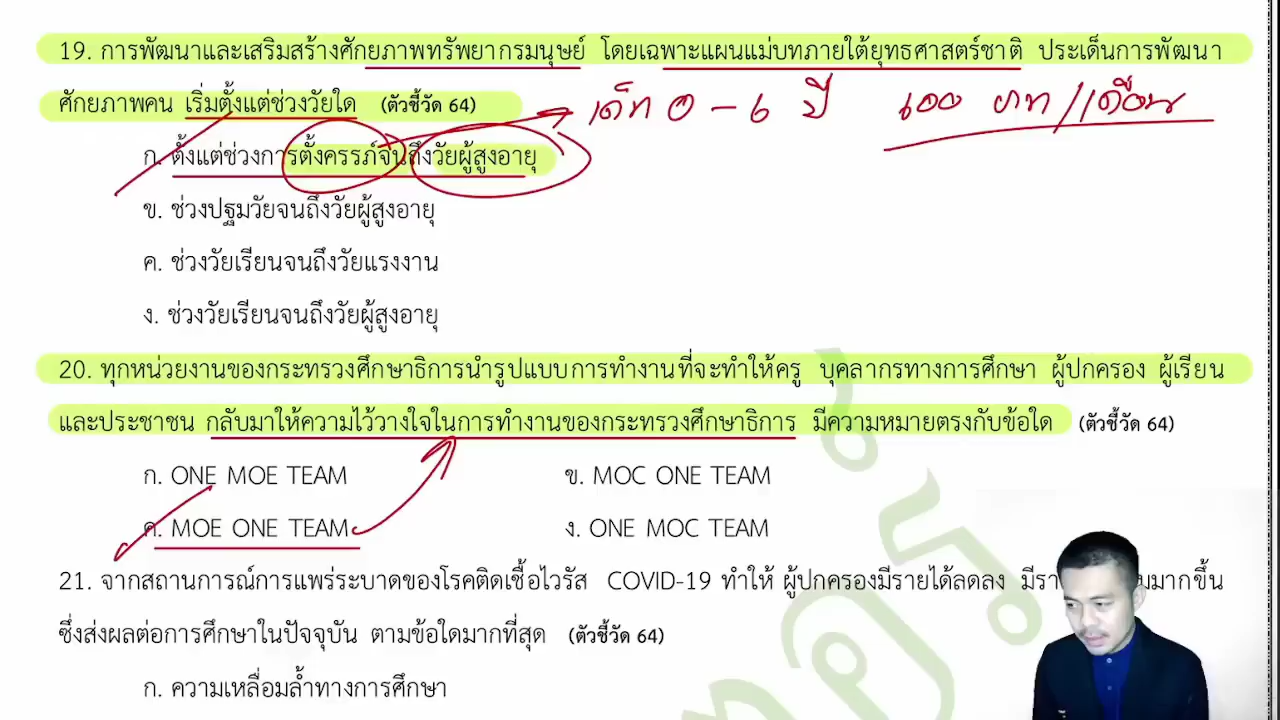 19. การพัฒนาและเสริมสร้างศักยภาพทรัพยากรมนุษย์ โดยเฉพาะแผนแม่บทภายใต้ยุทธศาสตร์ชาติ ประเด็นการพัฒนา
ศักยภาพคน เริ่มตั้งแต่ช่วงวัยใด (ตัวชี้วัด 64)
เด็ก 0 - 6 ปี 600 บาท/เดือน
ก. ตั้งแต่ช่วงการตั้งครรภ์จนถึงวัยผู้สูงอายุ
ข. ช่วงปฐมวัยจนถึงวัยผู้สูงอายุ
ค. ช่วงวัยเรียนจนถึงวัยแรงงาน
ง. ช่วงวัยเรียนจนถึงวัยผู้สูงอายุ
20. ทุกหน่วยงานของกระทรวงศึกษาธิการนำรูปแบบการทำงานที่จะทำให้ครู บุคลากรทางการศึกษา ผู้ปกครอง ผู้เรียน
และประชาชน กลับมาให้ความไว้วางใจในการทำงานของกระทรวงศึกษาธิการ มีความหมายตรงกับข้อใด (ตัวชี้วัด 64)
ก. ONE MOE TEAM ข. MOC ONE TEAM
ค. MOE ONE TEAM ง. ONE MOC TEAM
21. จากสถานการณ์การแพร่ระบาดของโรคติดเชื้อไวรัส COVID-19 ทำให้ ผู้ปกครองมีรายได้ลดลง มีรา มากขึ้น
ซึ่งส่งผลต่อการศึกษาในปัจจุบัน ตามข้อใดมากที่สุด (ตัวชี้วัด 64)
ก. ความเหลื่อมล้ำทางการศึกษา